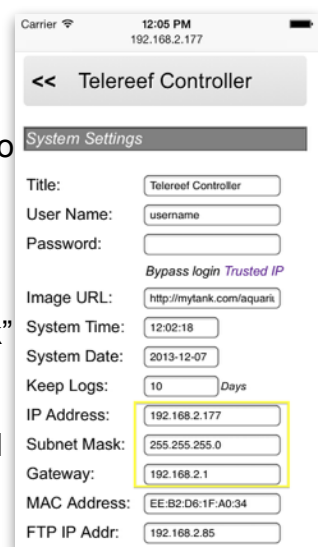 Carrier 12:05 PM
192.168.2.177
<< Telereef Controller
System Settings
Title: Telereef Controller
User Name: username
Password:
Bypass login Trusted IP
Image URL: http://mytank.com/aquari
System Time: 12:02:18
System Date: 2013-12-07
Keep Logs: 10 Days
IP Address: 192.168.2.177
Subnet Mask: 255.255.255.0
Gateway: 192.168.2.1
MAC Address: EE:B2:D6:1F:A0:34
FTP IP Addr: 192.168.2.85